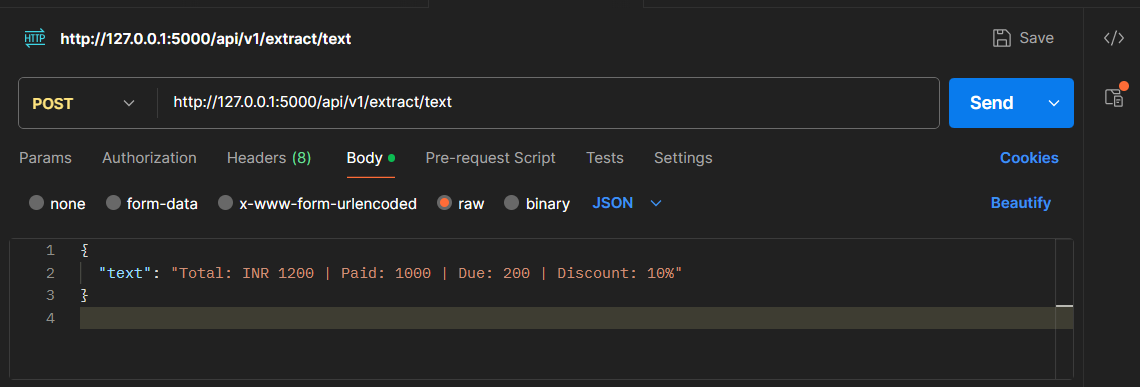 HTTP http://127.0.0.1:5000/api/v1/extract/text Save </>
POST http://127.0.0.1:5000/api/v1/extract/text Send
Params Authorization Headers (8) Body Pre-request Script Tests Settings Cookies
none form-data x-www-form-urlencoded raw binary JSON Beautify
1 {
2 "text": "Total: INR 1200 | Paid: 1000 | Due: 200 | Discount: 10%"
3 }
4